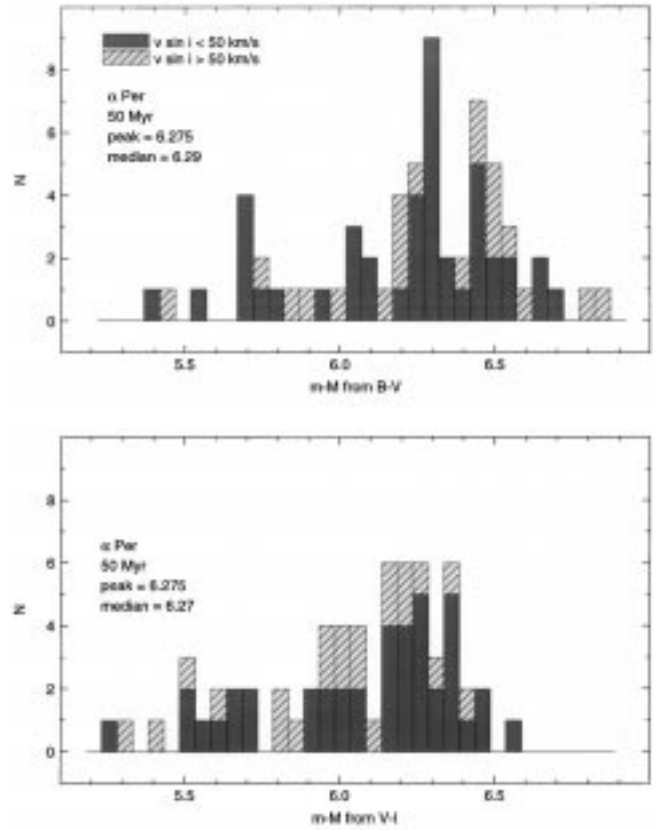 v sin i < 50 km/s
v sin i > 50 km/s
α Per
50 Myr
peak = 6.275
median = 6.29
N
8
6
4
2
0
5.5 6.0 6.5
m-M from B-V
α Per
50 Myr
peak = 6.275
median = 6.27
N
8
6
4
2
0
5.5 6.0 6.5
m-M from V-I